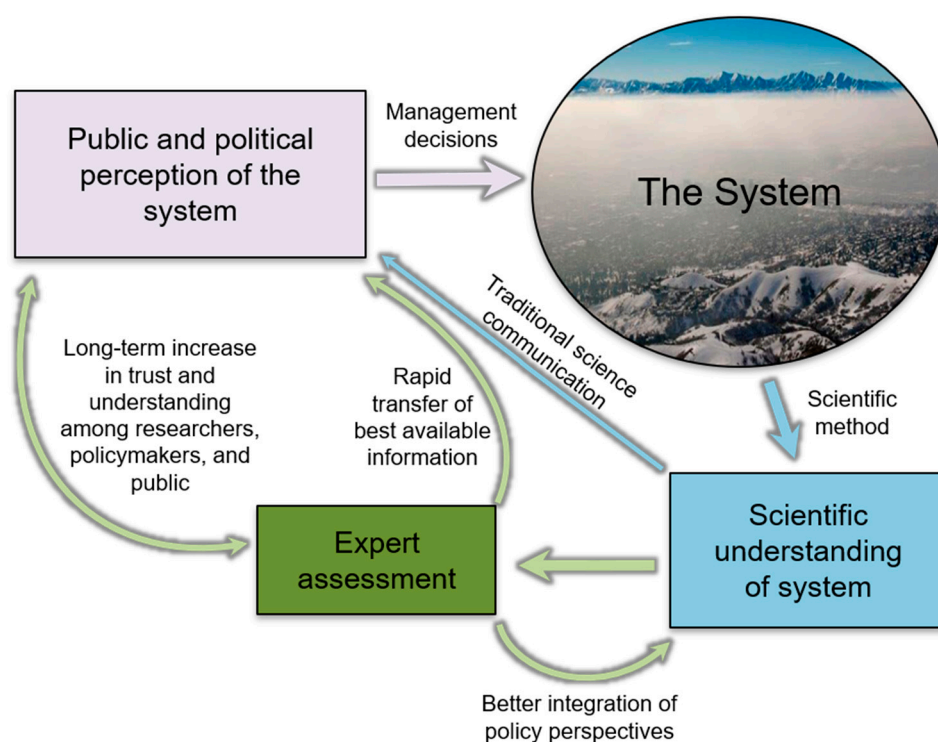 Public and political
perception of the
system
Management
decisions
The System
Traditional science
communication
Long-term increase
in trust and
understanding
among researchers,
policymakers, and
public
Rapid
transfer of
best available
information
Scientific
method
Expert
assessment
Scientific
understanding
of system
Better integration of
policy perspectives